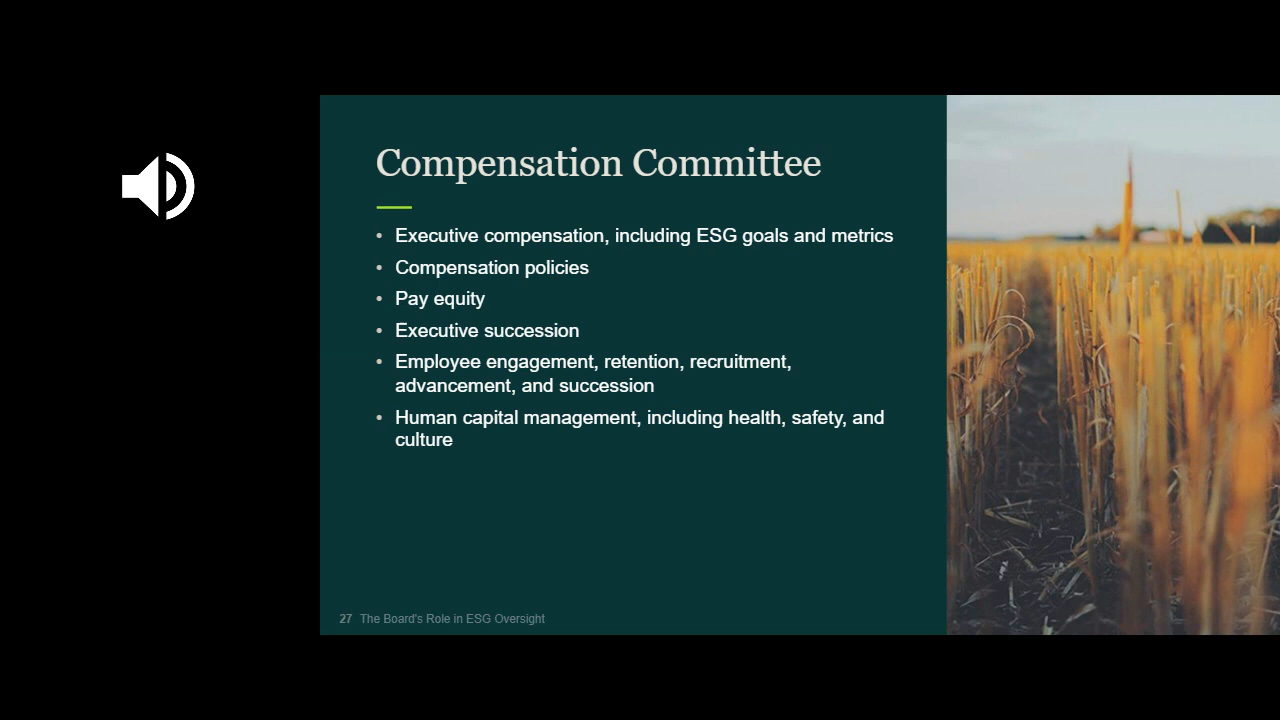 Compensation Committee
• Executive compensation, including ESG goals and metrics
• Compensation policies
• Pay equity
• Executive succession
• Employee engagement, retention, recruitment,
advancement, and succession
• Human capital management, including health, safety, and
culture
27 The Board's Role in ESG Oversight